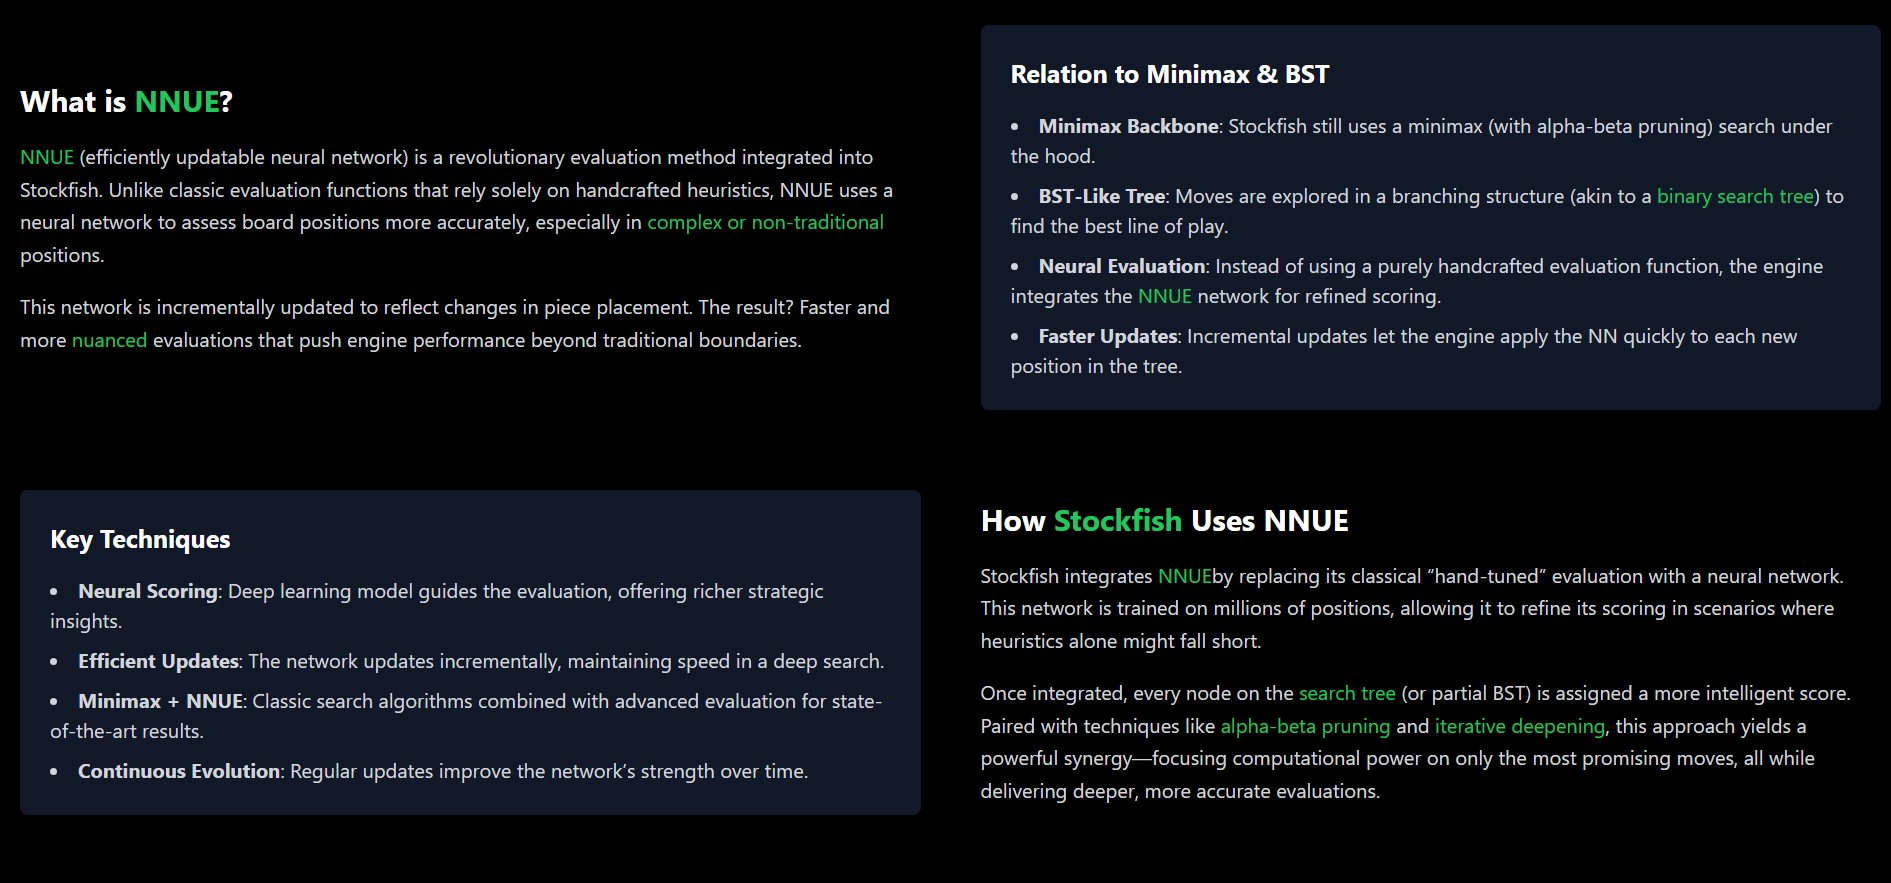 What is NNUE?
NNUE (efficiently updatable neural network) is a revolutionary evaluation method integrated into
Stockfish. Unlike classic evaluation functions that rely solely on handcrafted heuristics, NNUE uses a
neural network to assess board positions more accurately, especially in complex or non-traditional
positions.
This network is incrementally updated to reflect changes in piece placement. The result? Faster and
more nuanced evaluations that push engine performance beyond traditional boundaries.
Relation to Minimax & BST
• Minimax Backbone: Stockfish still uses a minimax (with alpha-beta pruning) search under
the hood.
• BST-Like Tree: Moves are explored in a branching structure (akin to a binary search tree) to
find the best line of play.
• Neural Evaluation: Instead of using a purely handcrafted evaluation function, the engine
integrates the NNUE network for refined scoring.
• Faster Updates: Incremental updates let the engine apply the NN quickly to each new
position in the tree.
Key Techniques
• Neural Scoring: Deep learning model guides the evaluation, offering richer strategic
insights.
• Efficient Updates: The network updates incrementally, maintaining speed in a deep search.
• Minimax + NNUE: Classic search algorithms combined with advanced evaluation for state-
of-the-art results.
• Continuous Evolution: Regular updates improve the network’s strength over time.
How Stockfish Uses NNUE
Stockfish integrates NNUEby replacing its classical “hand-tuned” evaluation with a neural network.
This network is trained on millions of positions, allowing it to refine its scoring in scenarios where
heuristics alone might fall short.
Once integrated, every node on the search tree (or partial BST) is assigned a more intelligent score.
Paired with techniques like alpha-beta pruning and iterative deepening, this approach yields a
powerful synergy—focusing computational power on only the most promising moves, all while
delivering deeper, more accurate evaluations.